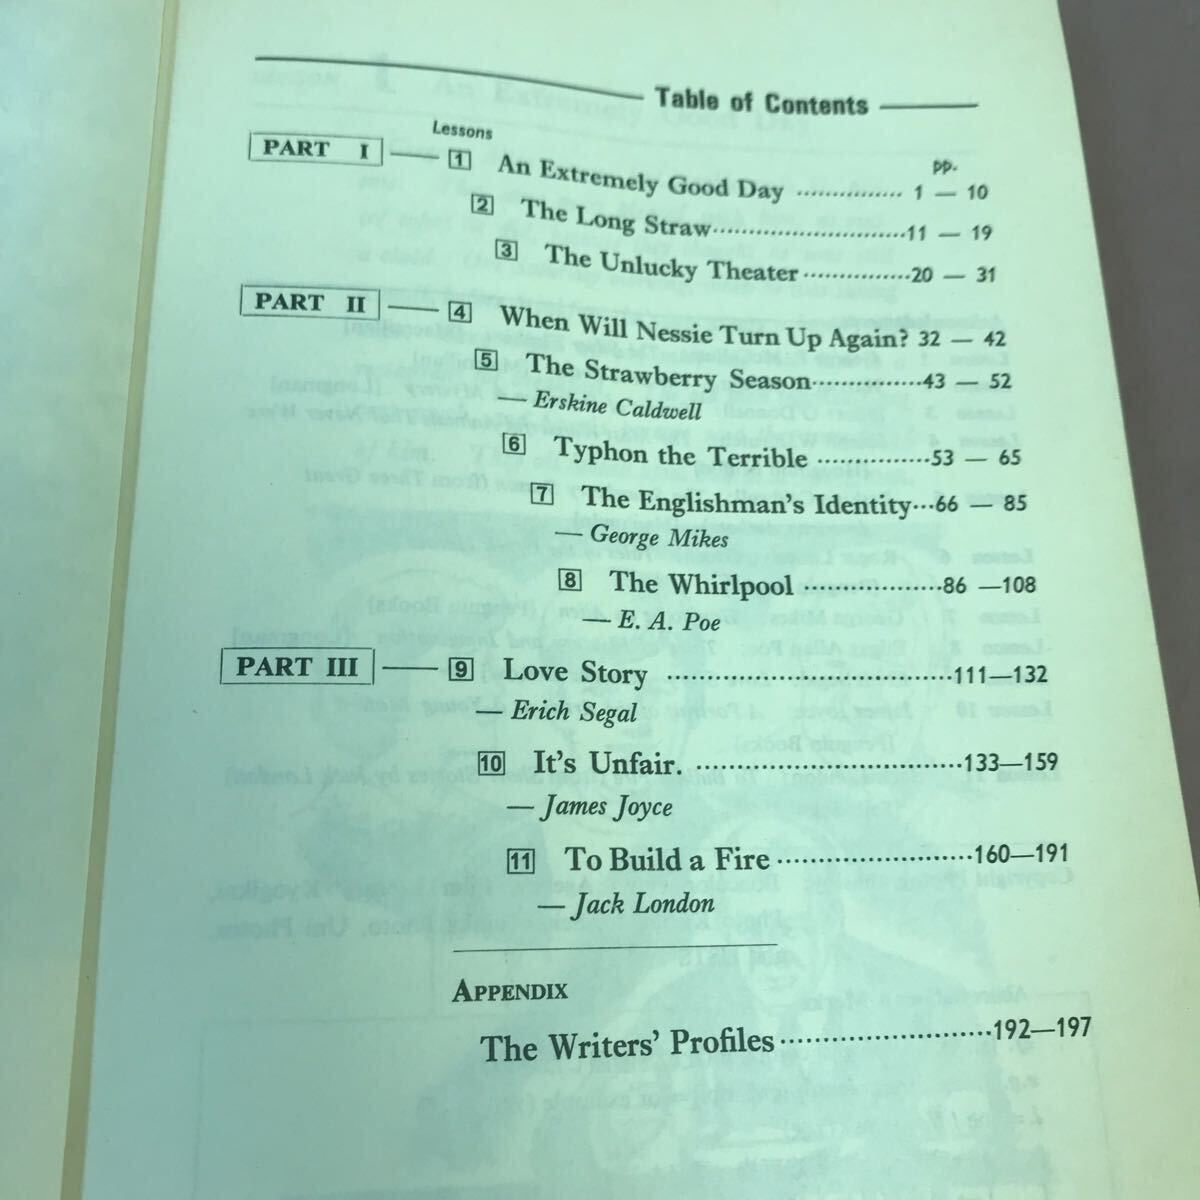 Table of Contents
Lessons
pp.
PART I 1 An Extremely Good Day ............... 1 — 10
2 The Long Straw...........................11 — 19
3 The Unlucky Theater...............20 — 31
PART II 4 When Will Nessie Turn Up Again? 32 — 42
5 The Strawberry Season................43 — 52
— Erskine Caldwell
6 Typhon the Terrible ................53 — 65
7 The Englishman's Identity...66 — 85
— George Mikes
8 The Whirlpool ....................86 —108
— E. A. Poe
PART III 9 Love Story ..................................111—132
— Erich Segal
10 It's Unfair. ................................133—159
— James Joyce
11 To Build a Fire........................160—191
— Jack London
APPENDIX
The Writers' Profiles..........................192—197